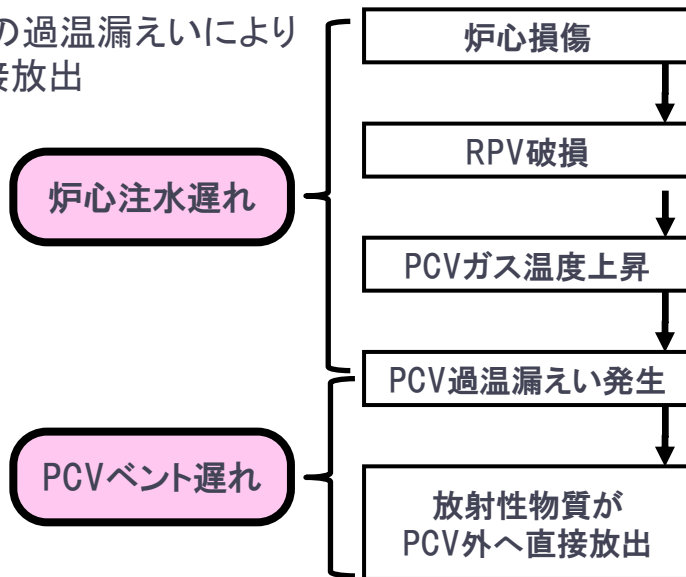 の過温漏えいにより
接放出
炉心損傷
RPV破損
炉心注水遅れ
PCVガス温度上昇
PCV過温漏えい発生
PCVベント遅れ
放射性物質が
PCV外へ直接放出